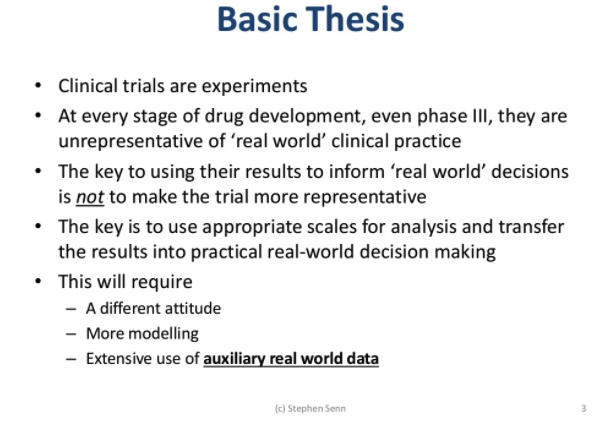 Basic Thesis
• Clinical trials are experiments
• At every stage of drug development, even phase III, they are
unrepresentative of ‘real world’ clinical practice
• The key to using their results to inform ‘real world’ decisions
is not to make the trial more representative
• The key is to use appropriate scales for analysis and transfer
the results into practical real-world decision making
• This will require
– A different attitude
– More modelling
– Extensive use of auxiliary real world data
(c) Stephen Senn
3